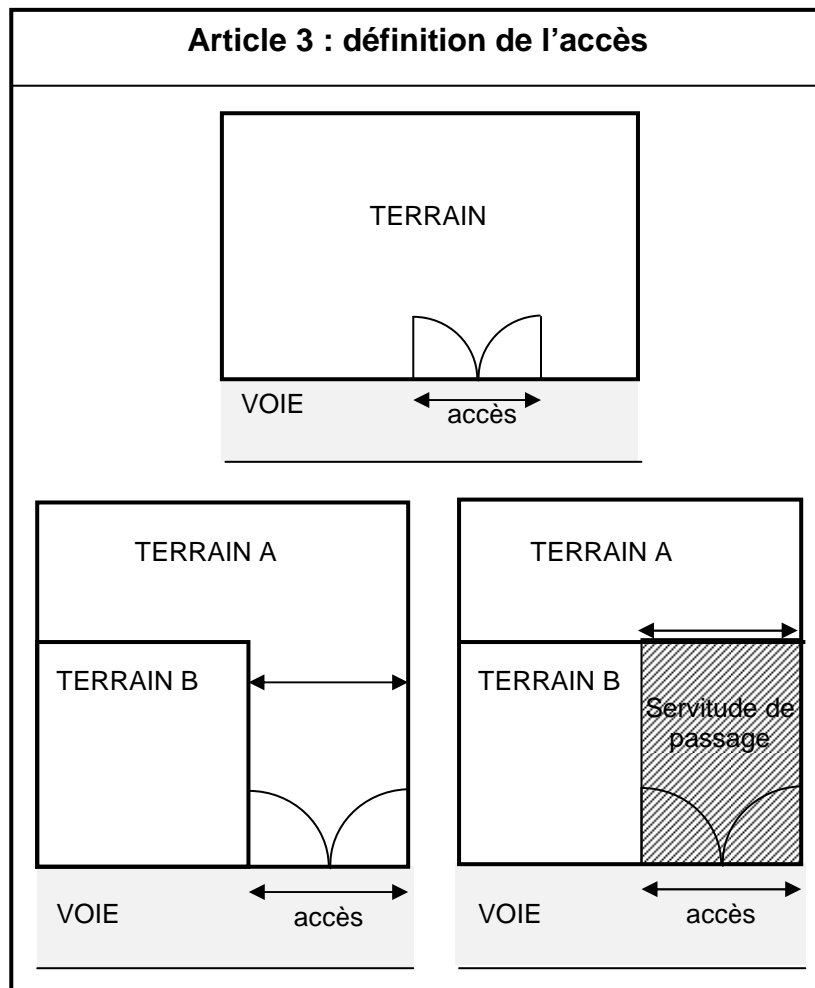 Article 3 : définition de l'accès
TERRAIN
VOIE
accès
TERRAIN A
TERRAIN B
VOIE
accès
TERRAIN A
TERRAIN B
Servitude de
passage
VOIE
accès